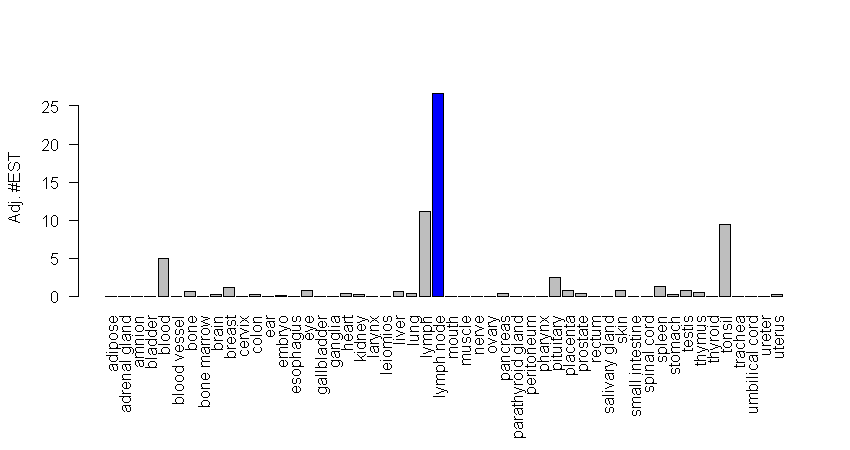 Adj. #EST
25
20
15
10
5
0
adipose
adrenal gland
amnion
bladder
blood
blood vessel
bone
bone marrow
brain
breast
cervix
colon
ear
embryo
esophagus
eye
gallbladder
ganglia
heart
kidney
larynx
leiomios
liver
lung
lymph
lymph node
mouth
muscle
nerve
ovary
pancreas
parathyroid gland
peritoneum
pharynx
pituitary
placenta
prostate
rectum
salivary gland
skin
small intestine
spinal cord
spleen
stomach
testis
thymus
thyroid
tonsil
trachea
umbilical cord
ureter
uterus